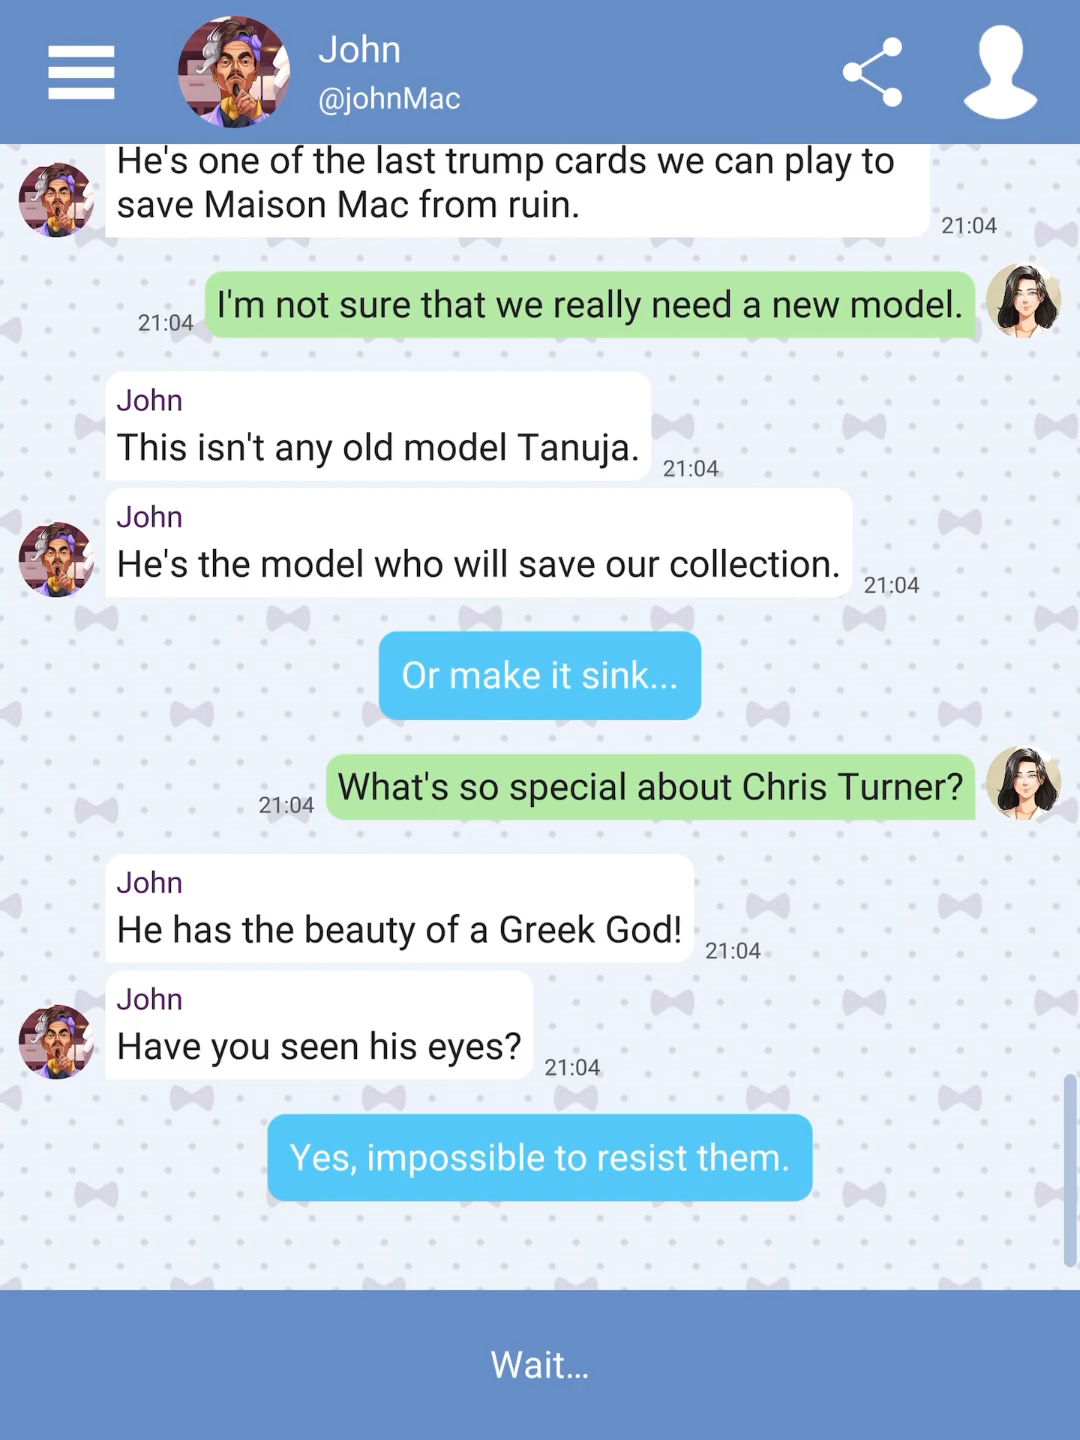 John
@johnMac
He's one of the last trump cards we can play to
save Maison Mac from ruin.
21:04
I'm not sure that we really need a new model.
21:04
John
This isn't any old model Tanuja.
21:04
John
He's the model who will save our collection.
21:04
Or make it sink...
What's so special about Chris Turner?
21:04
John
He has the beauty of a Greek God!
21:04
John
Have you seen his eyes?
21:04
Yes, impossible to resist them.
Wait...